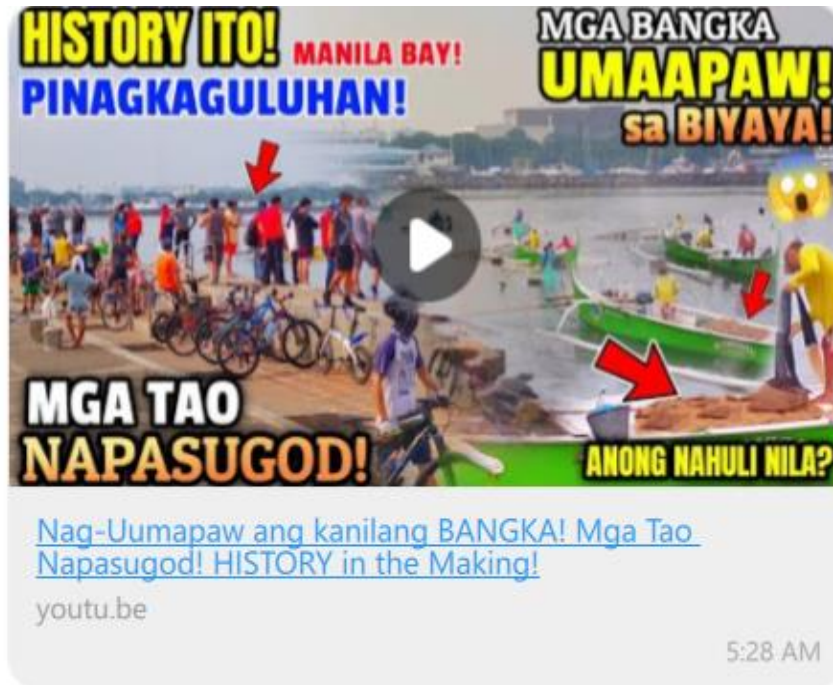 HISTORY ITO! MANILA BAY!
PINAGKAGULUHAN!
MGA BANGKA
UMAAPAW!
sa BIYAYA!
MGA TAO
NAPASUGOD!
ANONG NAHULI NILA?
Nag-Uumapaw ang kanilang BANGKA! Mga Tao
Napasugod! HISTORY in the Making!
youtu.be
5:28 AM